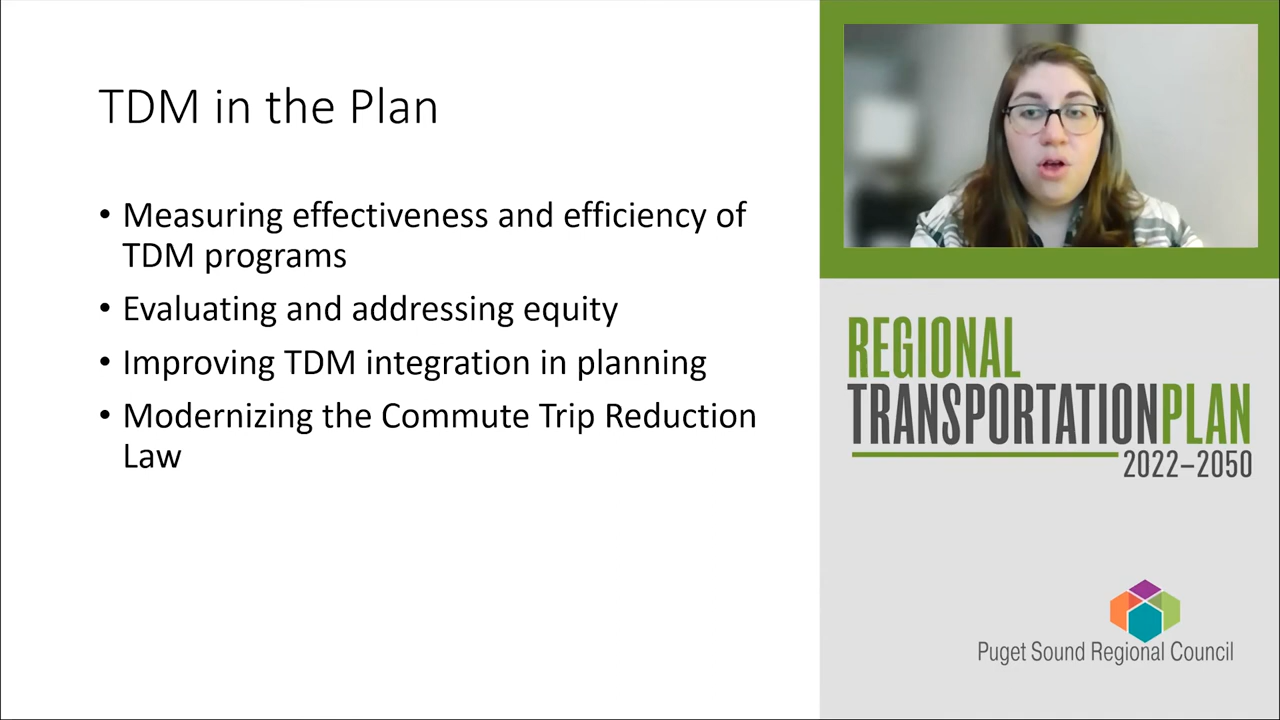 TDM in the Plan
• Measuring effectiveness and efficiency of
TDM programs
• Evaluating and addressing equity
• Improving TDM integration in planning
• Modernizing the Commute Trip Reduction
Law
REGIONAL
TRANSPORTATIONPLAN
2022–2050
Puget Sound Regional Council